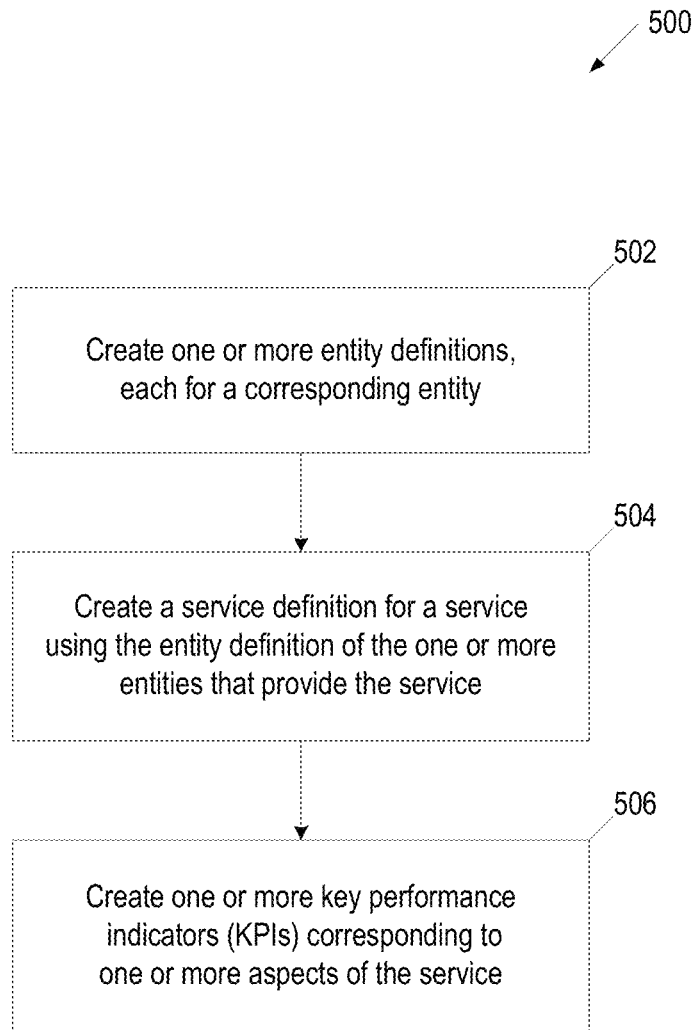 500
502
Create one or more entity definitions,
each for a corresponding entity
504
Create a service definition for a service
using the entity definition of the one or more
entities that provide the service
506
Create one or more key performance
indicators (KPIs) corresponding to
one or more aspects of the service